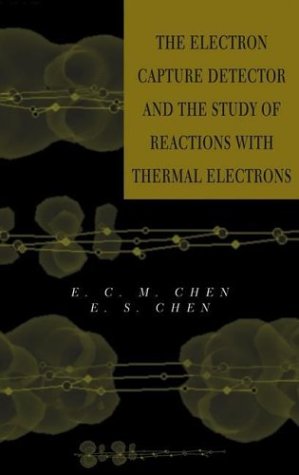 THE ELECTRON
CAPTURE DETECTOR
AND THE STUDY OF
REACTIONS WITH
THERMAL ELECTRONS
E. C. M. CHEN
E. S. CHEN